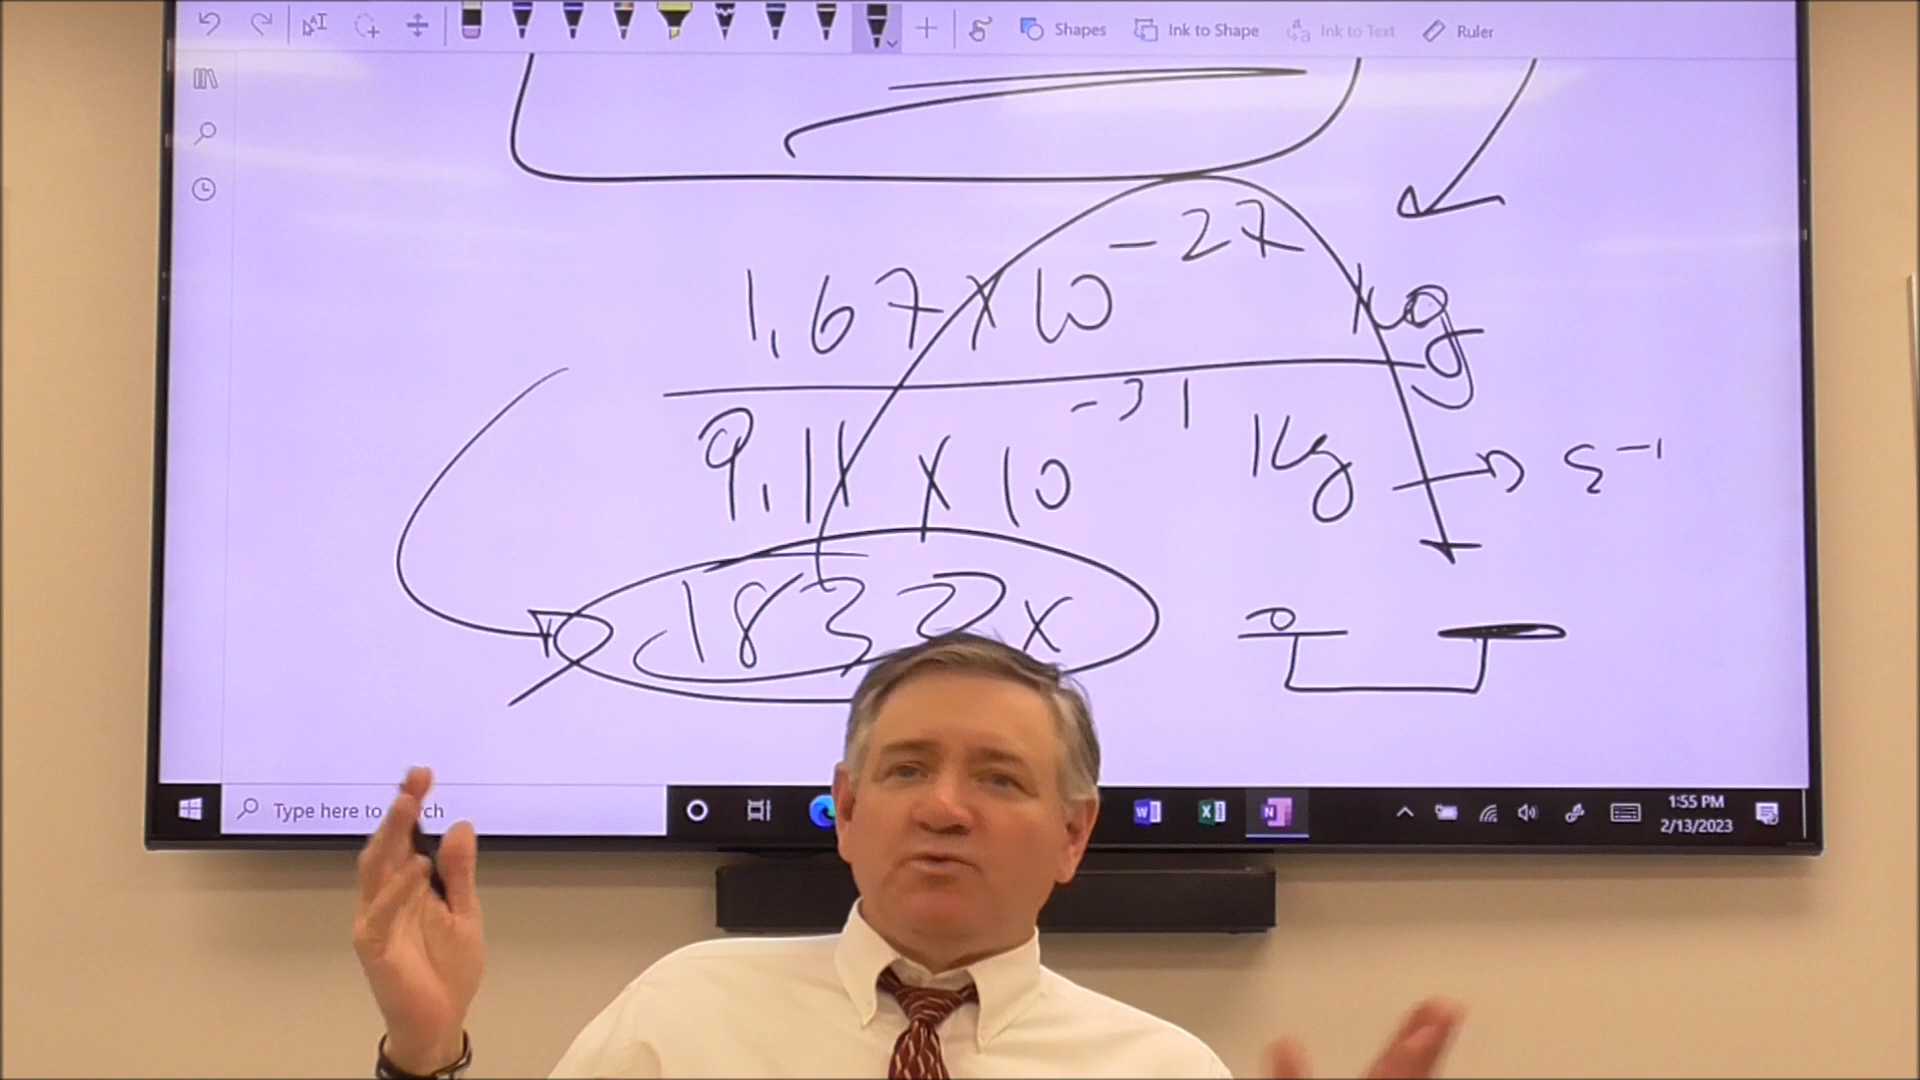 Shapes Ink to Shape Ink to Text Ruler
1.67 x 10⁻²⁷ kg
9.11 x 10⁻³¹ kg
s⁻¹
1832x
Type here to rch
1:55 PM
2/13/2023